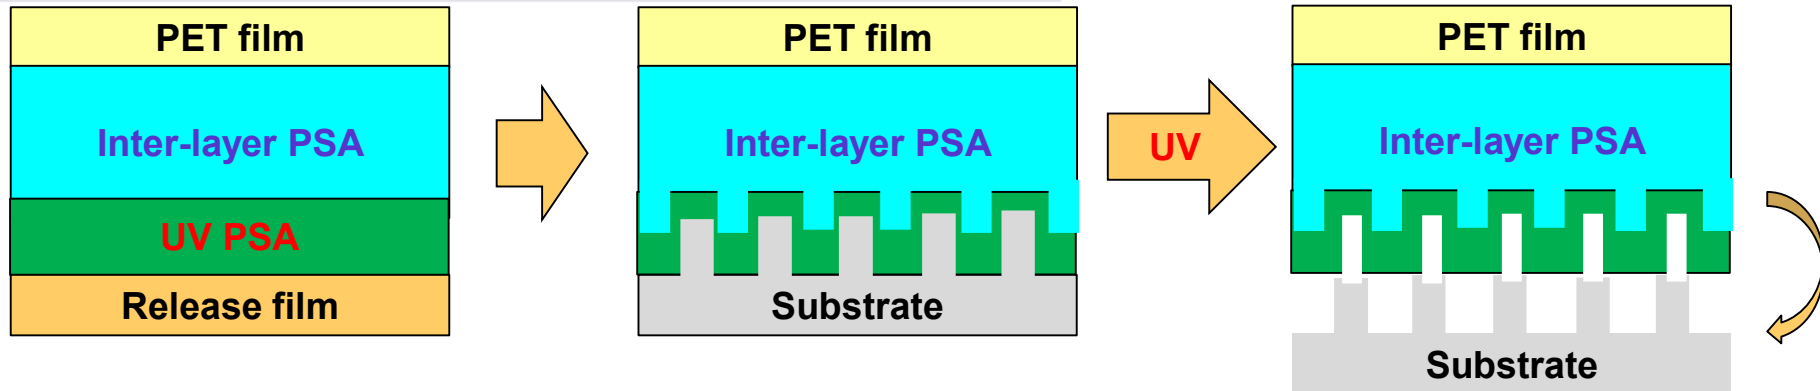 PET film
Inter-layer PSA
UV PSA
Release film
PET film
Inter-layer PSA
Substrate
UV
PET film
Inter-layer PSA
Substrate